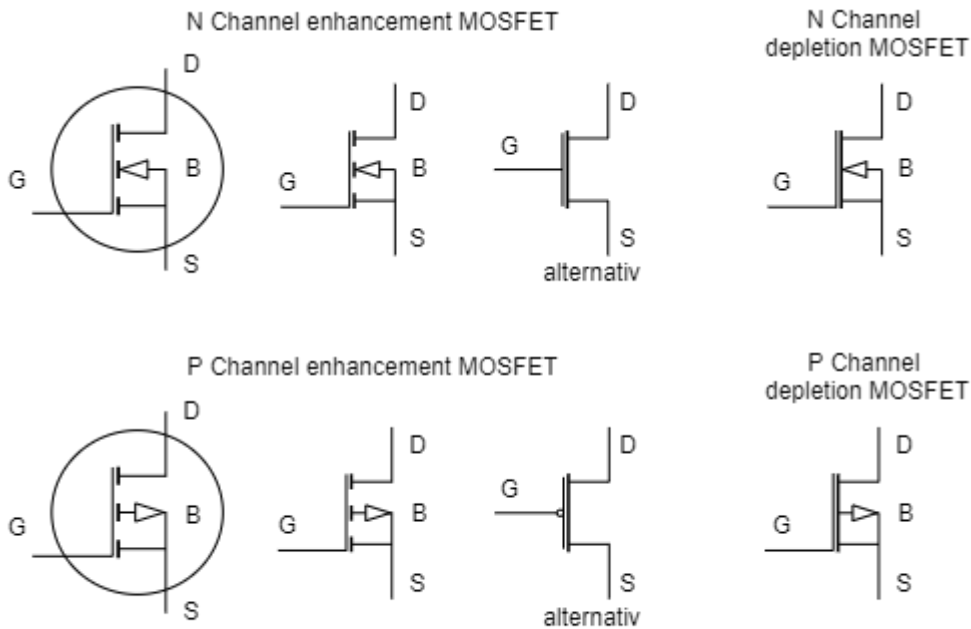 N Channel enhancement MOSFET
N Channel
depletion MOSFET
D
G
B
S
D
G
B
S
D
G
S
alternativ
D
G
B
S
P Channel enhancement MOSFET
P Channel
depletion MOSFET
D
G
B
S
D
G
B
S
D
G
S
alternativ
D
G
B
S